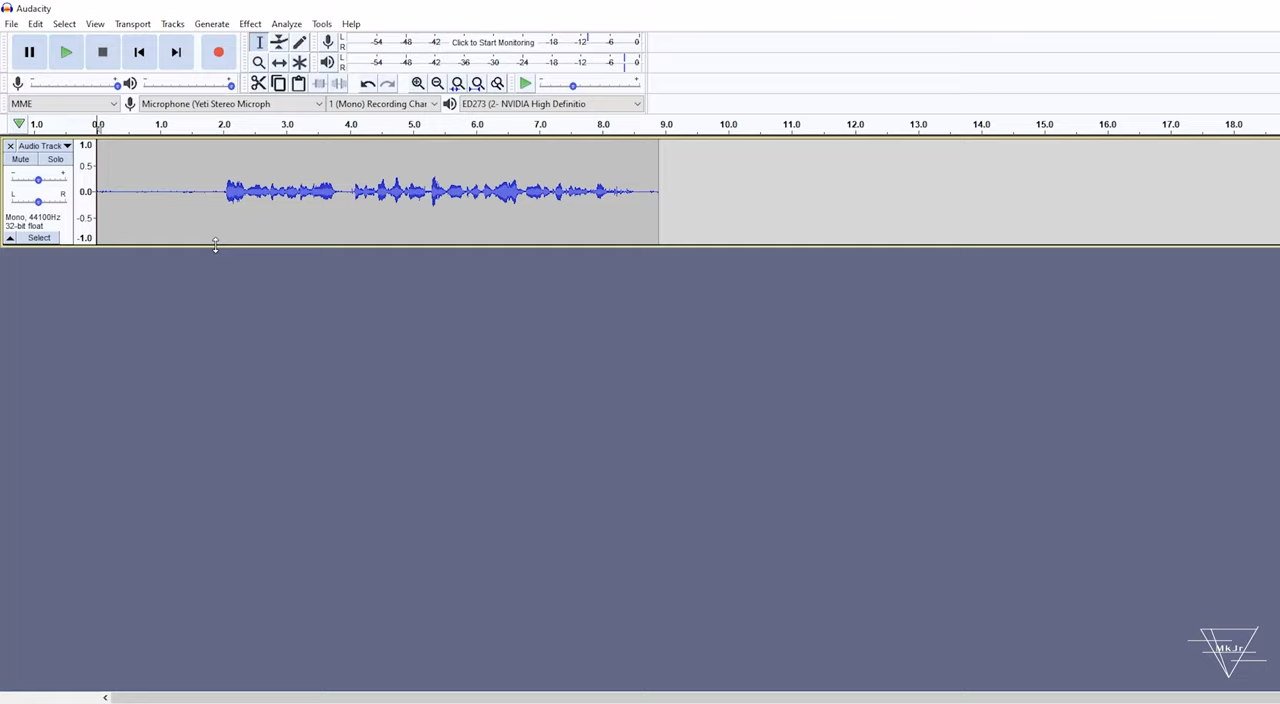 Audacity
File Edit Select View Transport Tracks Generate Effect Analyze Tools Help
L
R
-54 -48 -42 Click to Start Monitoring -18 -12 -6 0
L
R
-54 -48 -42 -36 -30 -24 -18 -12 -6 0
- + - + - +
MME Microphone (Yeti Stereo Microph 1 (Mono) Recording Char ED273 (2- NVIDIA High Definitio
1.0 0.0 1.0 2.0 3.0 4.0 5.0 6.0 7.0 8.0 9.0 10.0 11.0 12.0 13.0 14.0 15.0 16.0 17.0 18.0
Audio Track 1.0
Mute Solo
0.5
- +
0.0
L R
Mono, 44100Hz
-0.5
32-bit float
Select -1.0
MkJr